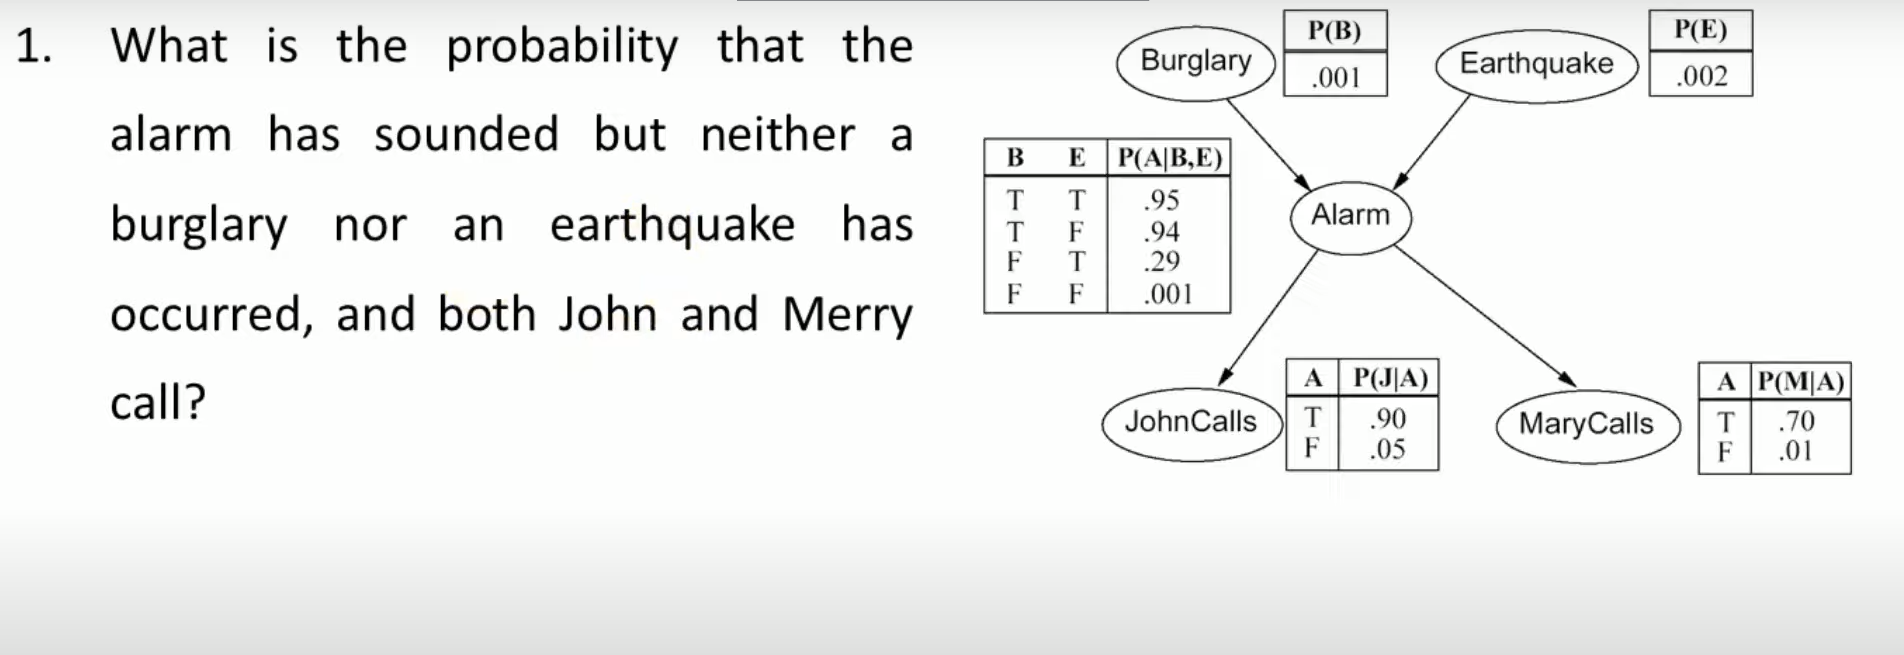 1. What is the probability that the
alarm has sounded but neither a
burglary nor an earthquake has
occurred, and both John and Merry
call?
Burglary
P(B)
.001
Earthquake
P(E)
.002
B E P(A|B,E)
T T .95
T F .94
F T .29
F F .001
Alarm
JohnCalls
A P(J|A)
T .90
F .05
MaryCalls
A P(M|A)
T .70
F .01